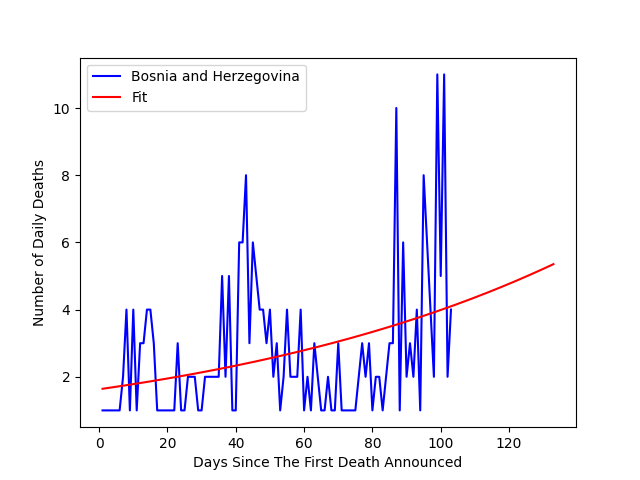 Bosnia and Herzegovina
Fit
10
8
6
4
2
Number of Daily Deaths
0 20 40 60 80 100 120
Days Since The First Death Announced